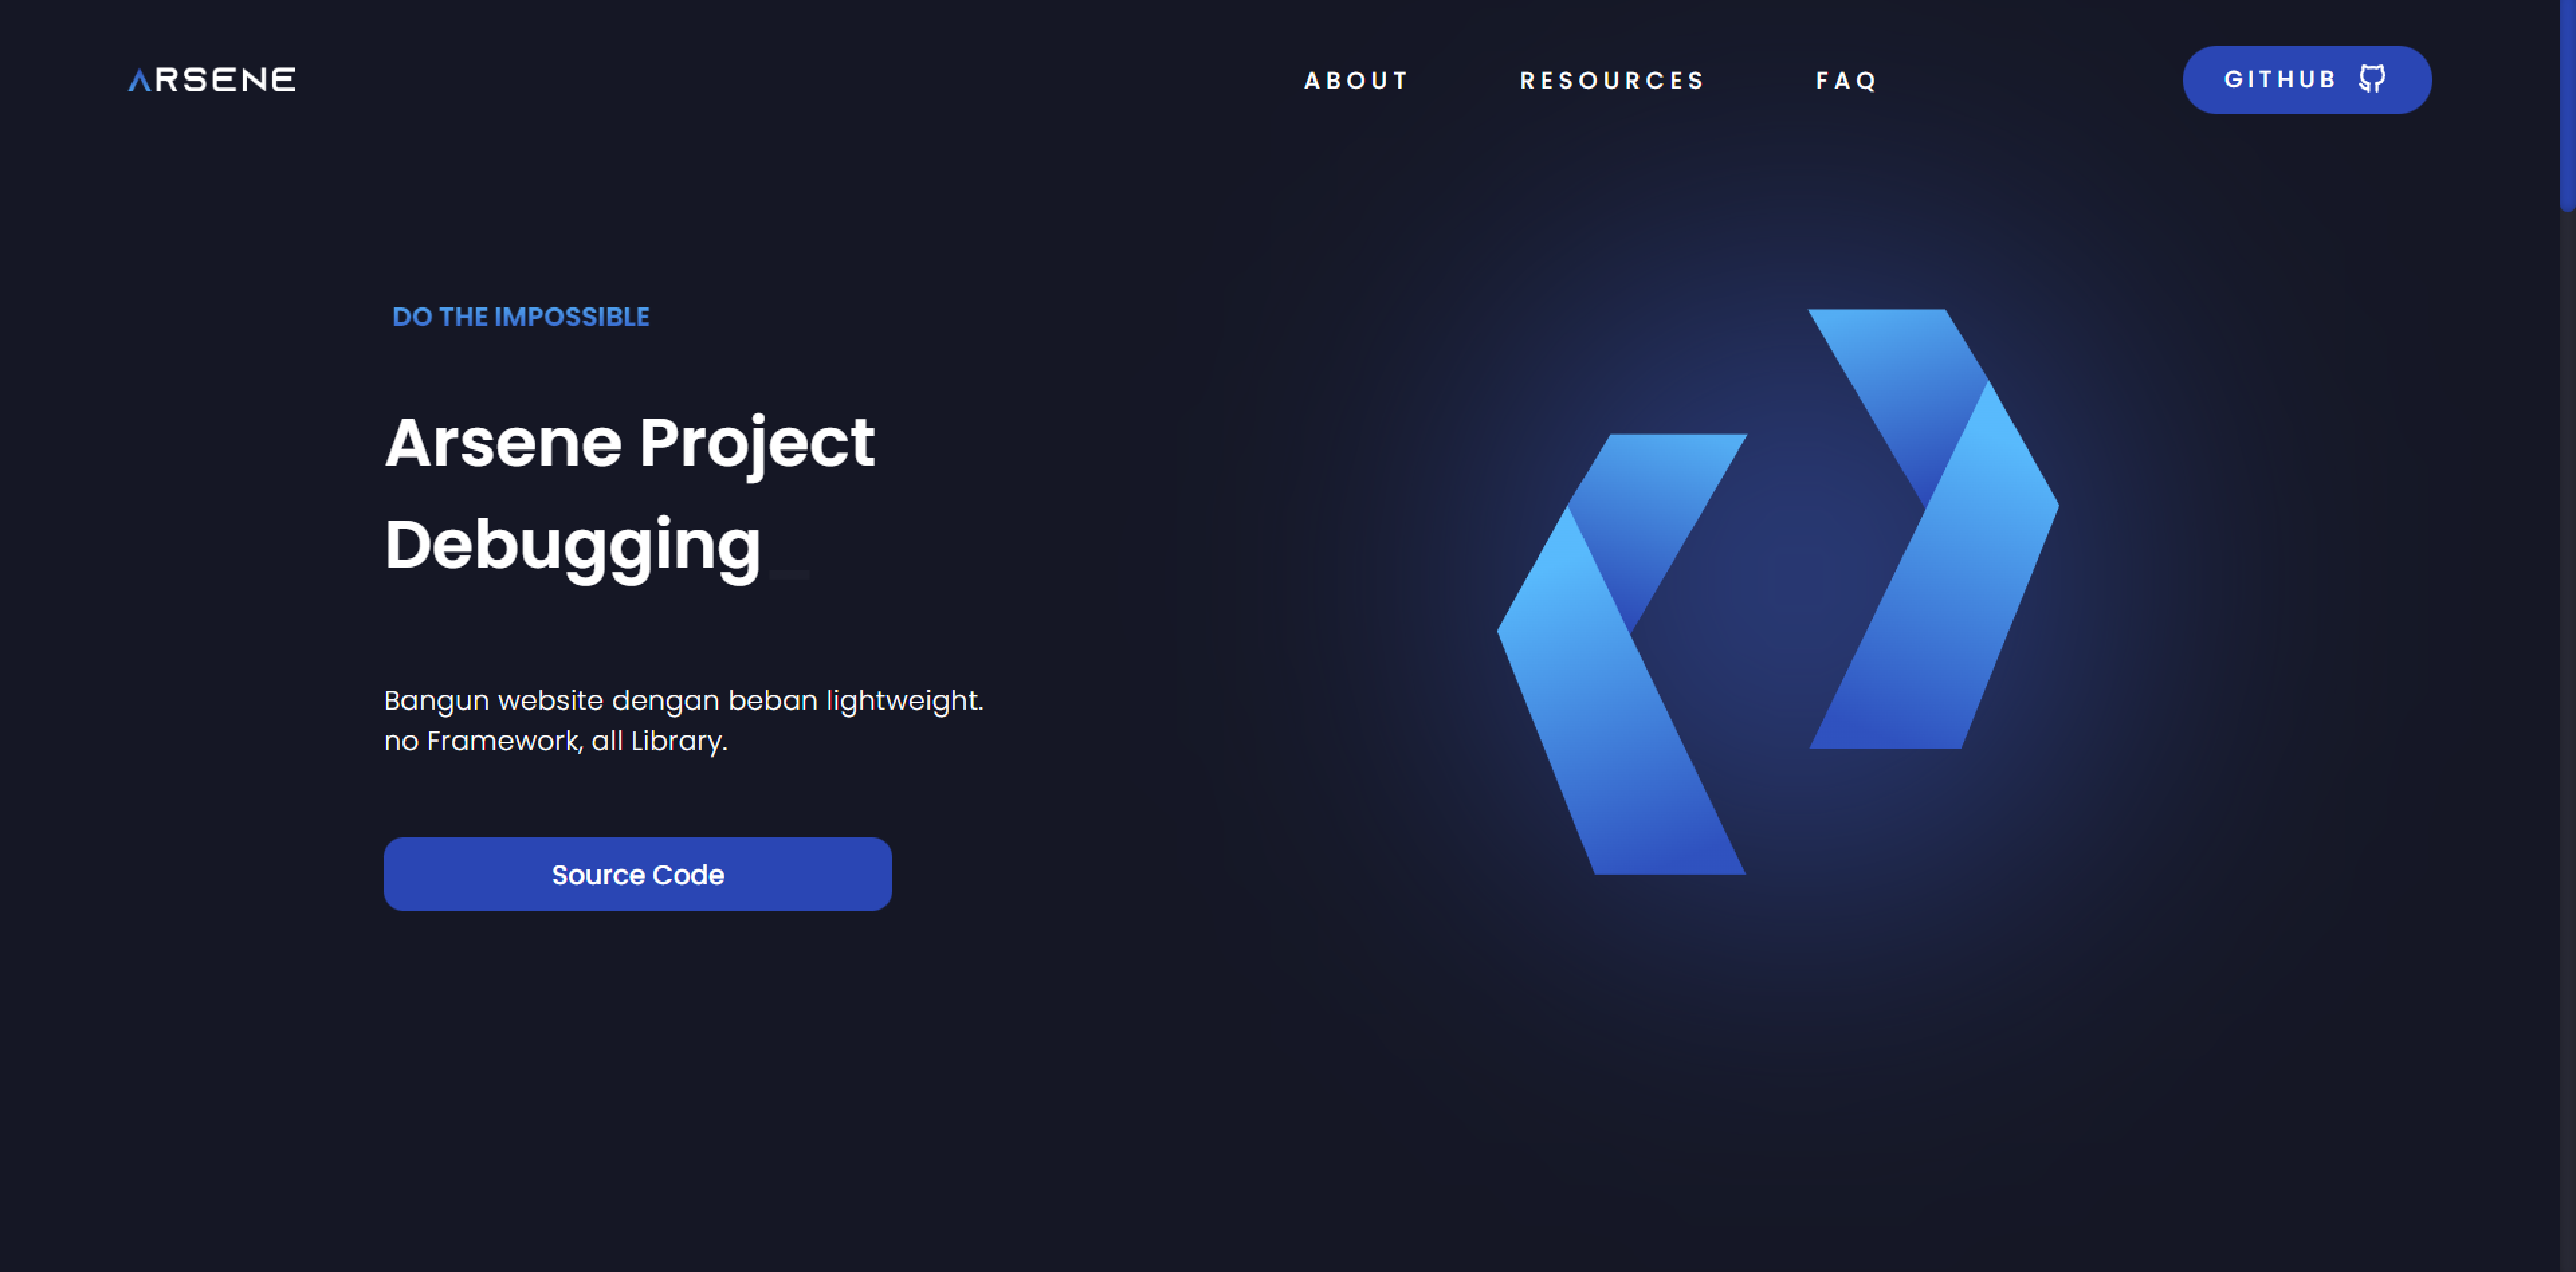 ARSENE
ABOUT
RESOURCES
FAQ
GITHUB
DO THE IMPOSSIBLE
Arsene Project
Debugging_
Bangun website dengan beban lightweight.
no Framework, all Library.
Source Code